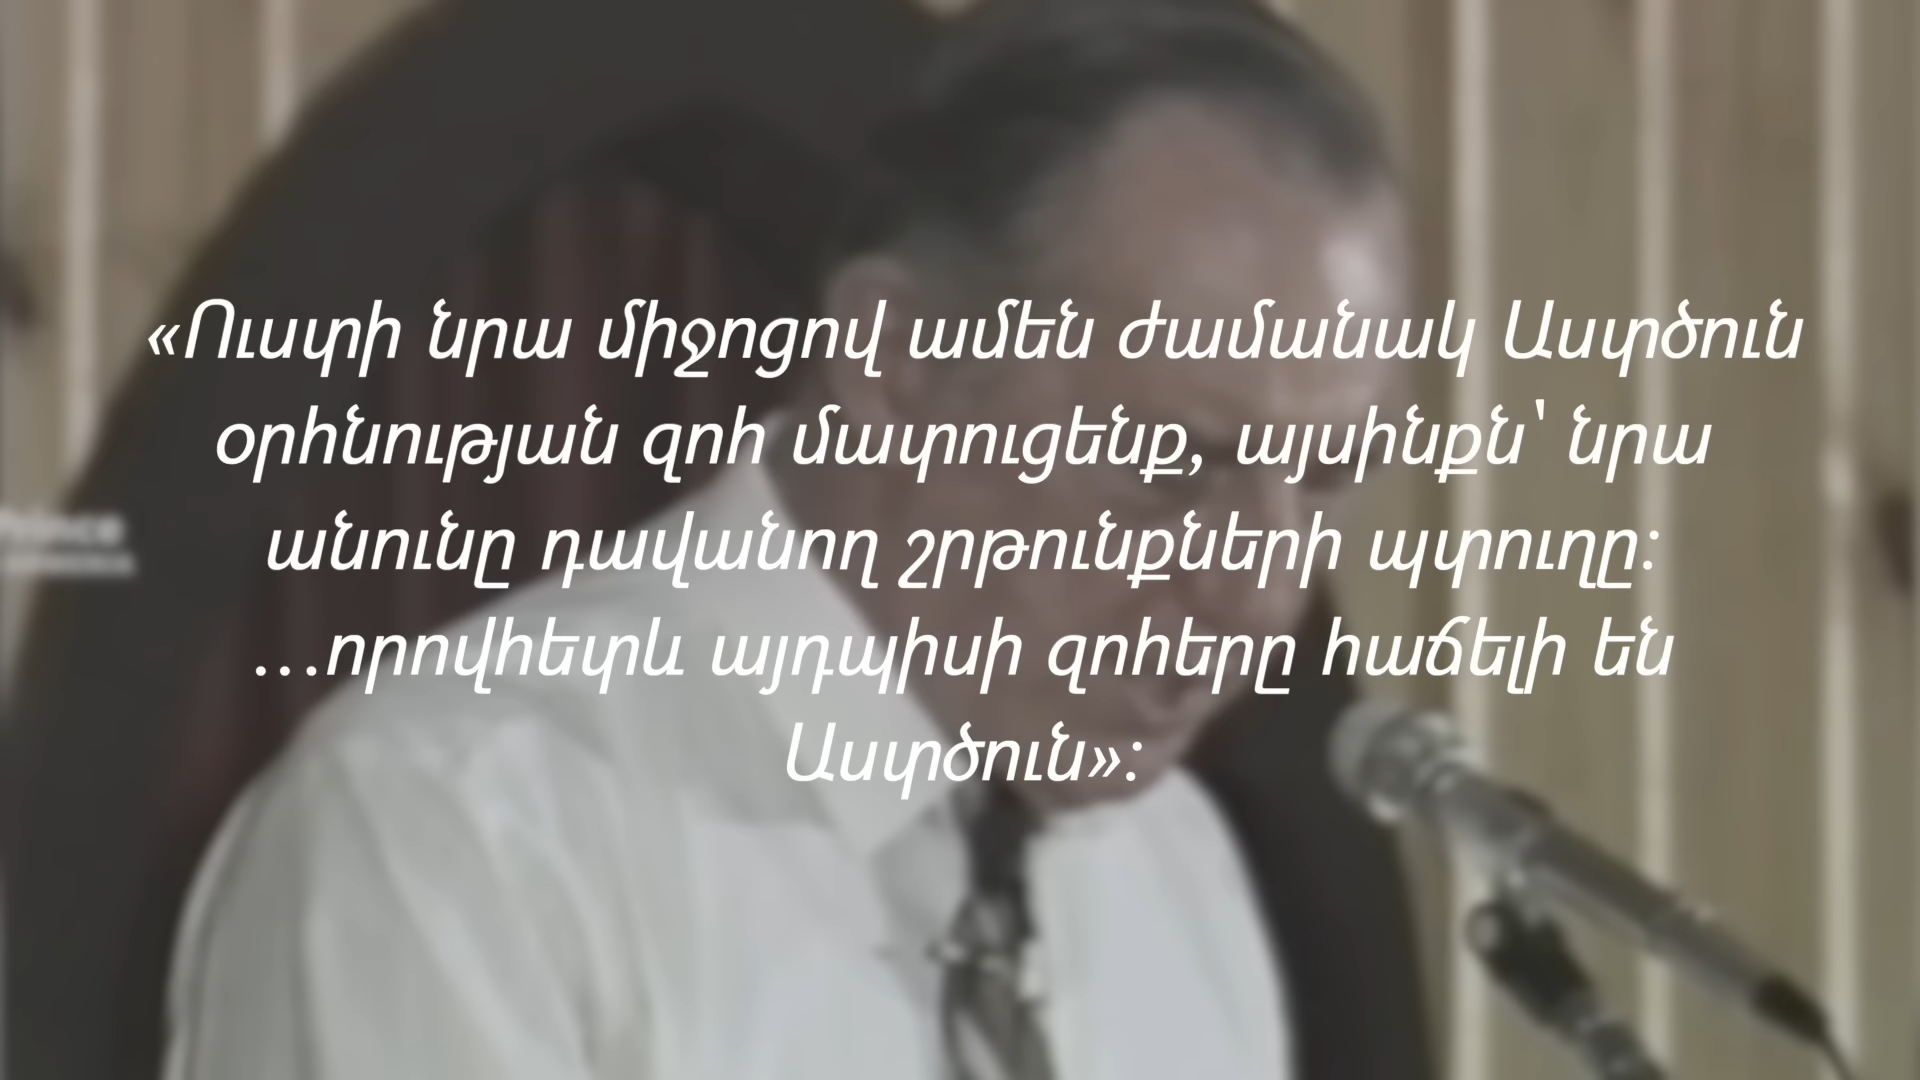 «Ուստի նրա միջոցով ամեն ժամանակ Աստծուն
օրհնության զոհ մատուցենք, այսինքն՝ նրա
անունը դավանող շրթունքների պտուղը։
…որովհետև այդպիսի զոհերը հաճելի են
Աստծուն»։
Prince